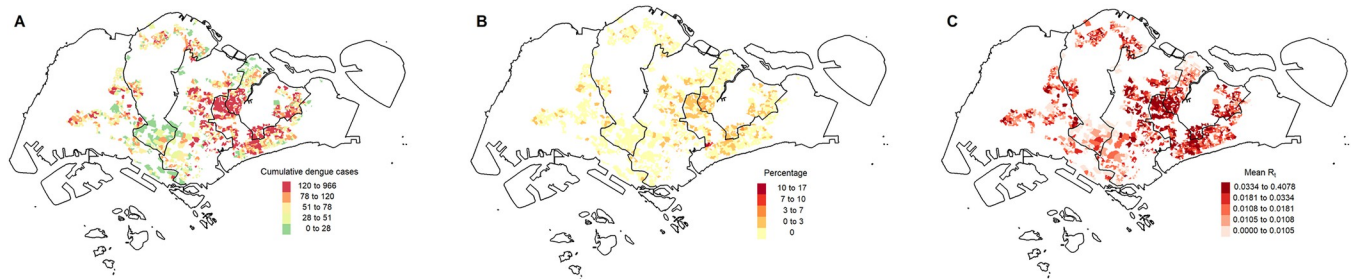 A
Cumulative dengue cases
120 to 966
78 to 120
51 to 78
28 to 51
0 to 28
B
Percentage
10 to 17
7 to 10
3 to 7
0 to 3
0
C
Mean Rt
0.0334 to 0.4078
0.0181 to 0.0334
0.0108 to 0.0181
0.0105 to 0.0108
0.0000 to 0.0105